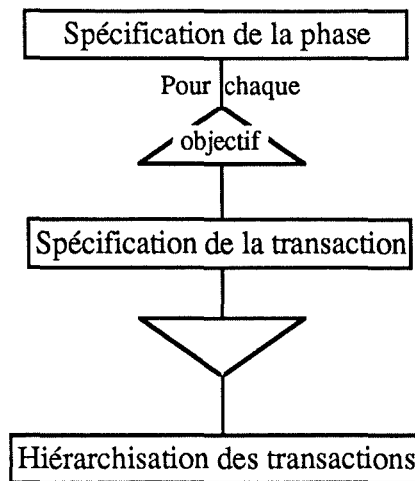 Spécification de la phase
Pour chaque
objectif
Spécification de la transaction
Hiérarchisation des transactions